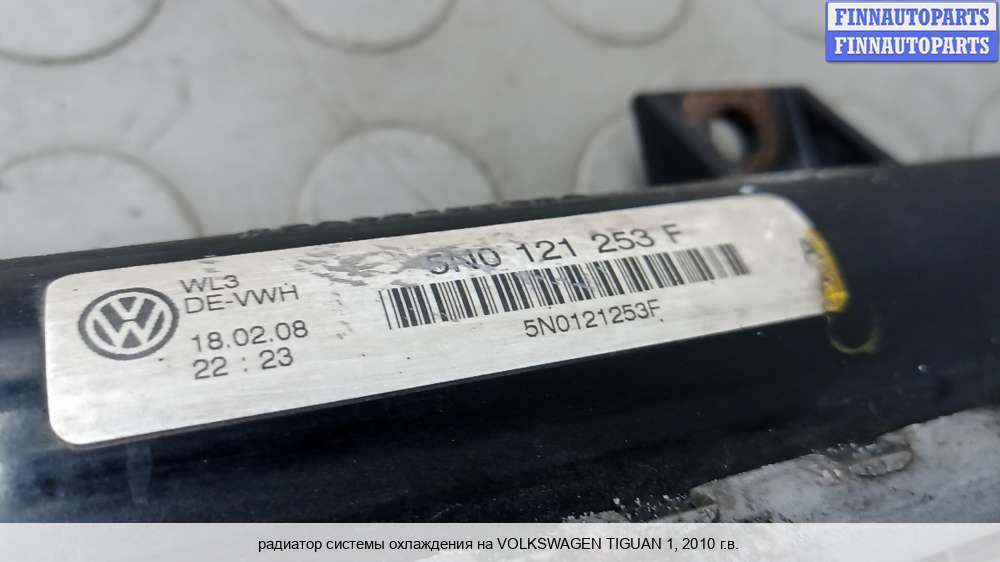 FINNAUTOPARTS
FINNAUTOPARTS
WL3
DE-VWH
18.02.08
22 : 23
5N0 121 253 F
5N0121253F
радиатор системы охлаждения на VOLKSWAGEN TIGUAN 1, 2010 г.в.